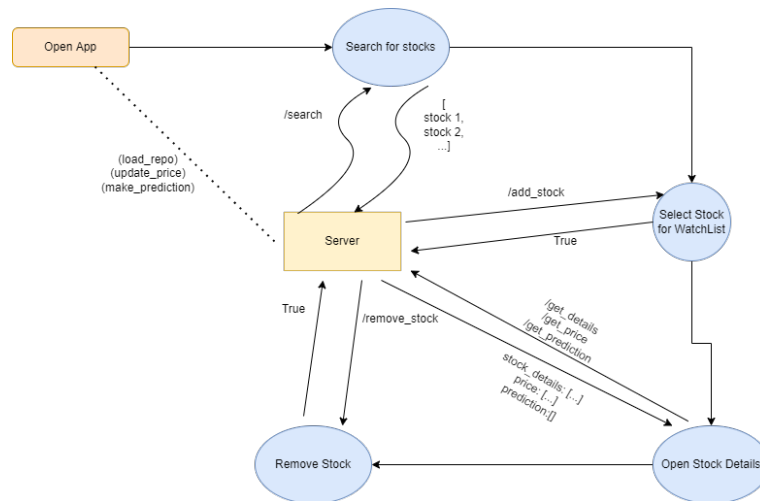 Open App
Search for stocks
/search
[
stock 1,
stock 2,
...]
(load_repo)
(update_price)
(make_prediction)
/add_stock
Select Stock
for WatchList
Server
True
/get_details
/get_price
/get_prediction
True
/remove_stock
stock_details: [...]
price: [...]
prediction:[]
Remove Stock
Open Stock Details